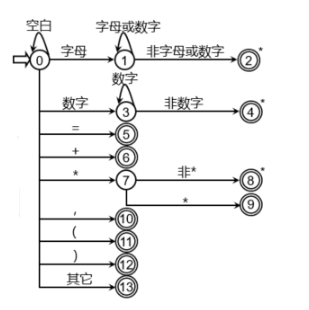 空白 字母或数字
0 字母 1 非字母或数字 2 *
数字
数字 3 非数字 4 *
= 5
+ 6
* 7 非* 8 *
* 9
, 10
( 11
) 12
其它 13